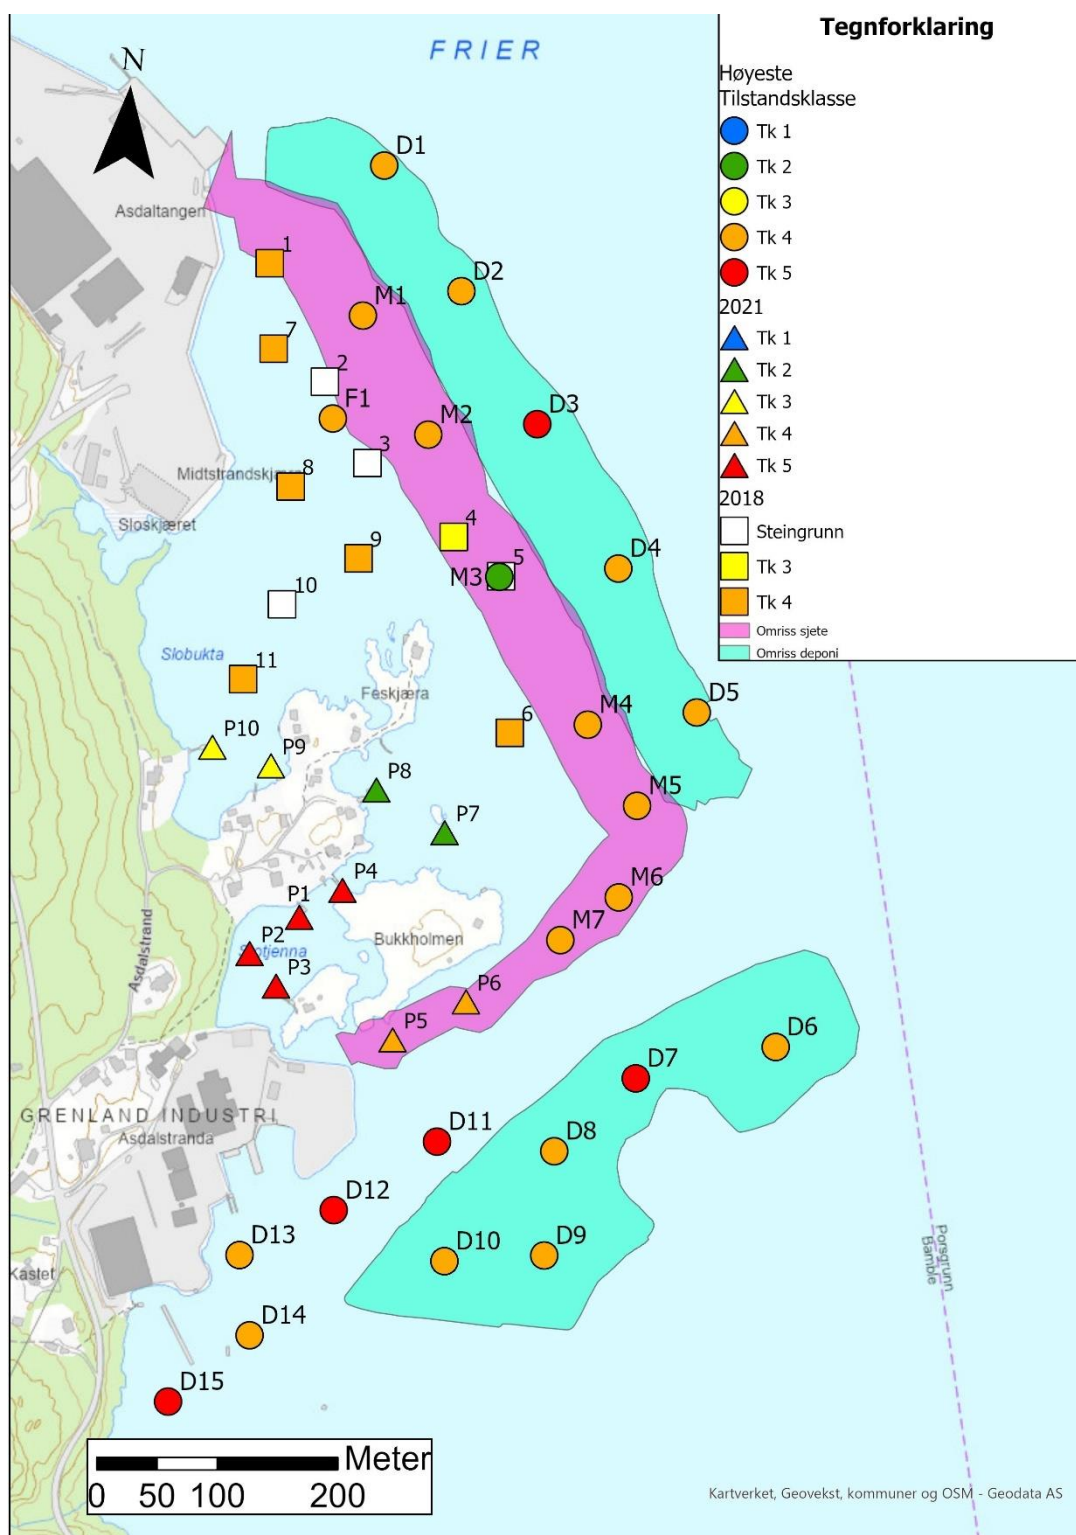 Tegnforklaring
Høyeste
Tilstandsklasse
Tk 1
Tk 2
Tk 3
Tk 4
Tk 5
2021
Tk 1
Tk 2
Tk 3
Tk 4
Tk 5
2018
Steingrunn
Tk 3
Tk 4
Omriss sjete
Omriss deponi
FRIER
N
D1
Asdaltangen
1
D2
M1
7
2
F1
D3
M2
3
Midtstrandskjæra
8
Sloskjæret
4
9
5
D4
M3
10
Slobukta
11
Feskjæra
D5
M4
6
P10
P9
P8
M5
P7
P4
M6
P1
M7
Bukkholmen
P2
Asdalstrand
P3
P6
P5
D6
D7
GRENLAND INDUSTRI
Asdalstranda
D11
D8
D12
D13
D10
D9
Kastet
Porsgrunn
Bamble
D14
D15
Meter
0 50 100 200
Kartverket, Geovekst, kommuner og OSM - Geodata AS